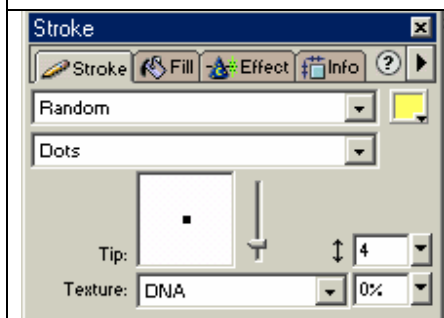 Stroke
Stroke Fill Effect Info ?
Random
Dots
Tip: 4
Texture: DNA 0%